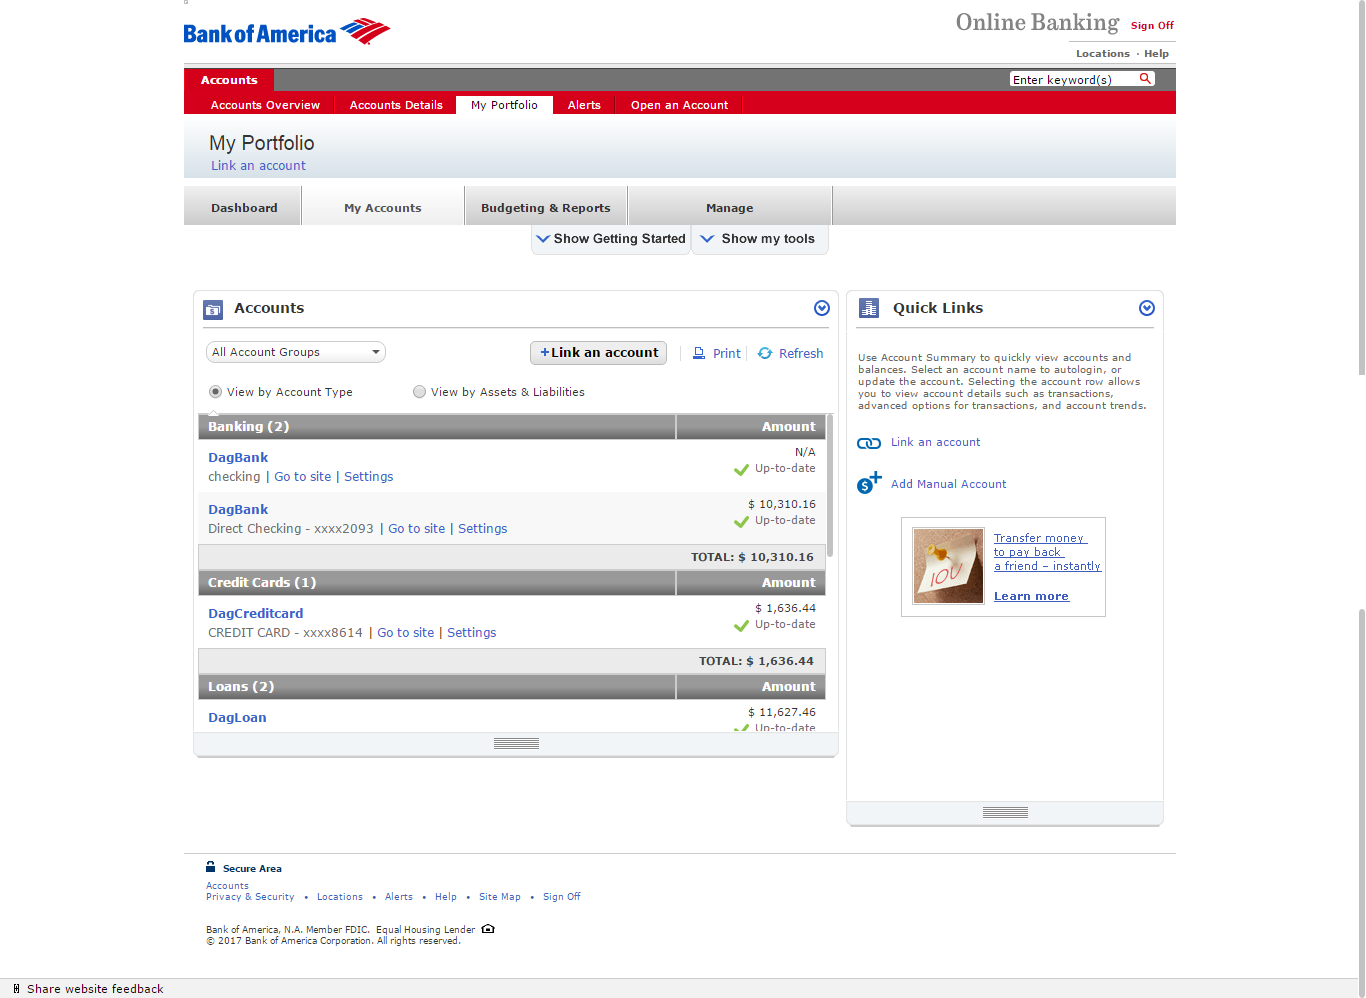 Bank of America
Online Banking
Sign Off
Locations · Help
Accounts
Enter keyword(s)
Accounts Overview
Accounts Details
My Portfolio
Alerts
Open an Account
My Portfolio
Link an account
Dashboard
My Accounts
Budgeting & Reports
Manage
Show Getting Started
Show my tools
Accounts
All Account Groups
+Link an account
Print
Refresh
View by Account Type
View by Assets & Liabilities
Banking (2)
Amount
DagBank
N/A
checking | Go to site | Settings
Up-to-date
DagBank
$ 10,310.16
Direct Checking - xxxx2093 | Go to site | Settings
Up-to-date
TOTAL: $ 10,310.16
Credit Cards (1)
Amount
DagCreditcard
$ 1,636.44
CREDIT CARD - xxxx8614 | Go to site | Settings
Up-to-date
TOTAL: $ 1,636.44
Loans (2)
Amount
DagLoan
$ 11,627.46
Up-to-date
Quick Links
Use Account Summary to quickly view accounts and
balances. Select an account name to autologin, or
update the account. Selecting the account row allows
you to view account details such as transactions,
advanced options for transactions, and account trends.
Link an account
Add Manual Account
IOU
Transfer money
to pay back
a friend – instantly
Learn more
Secure Area
Accounts
Privacy & Security • Locations • Alerts • Help • Site Map • Sign Off
Bank of America, N.A. Member FDIC. Equal Housing Lender
© 2017 Bank of America Corporation. All rights reserved.
Share website feedback